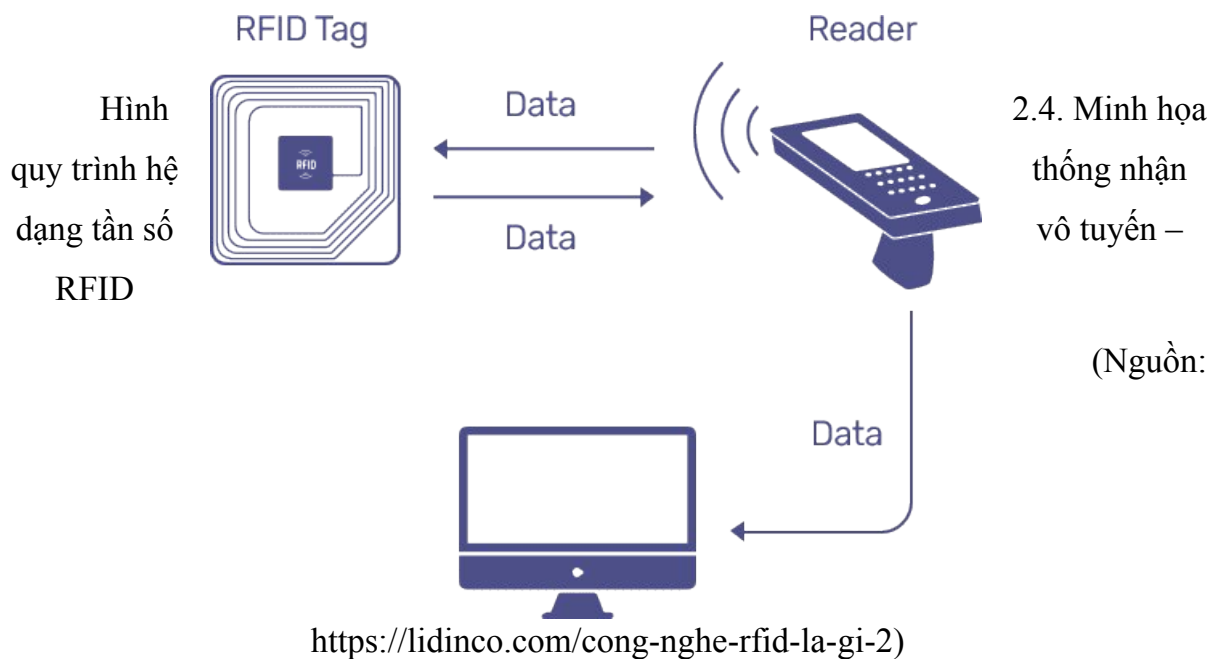 RFID Tag Reader
Hình Data 2.4. Minh họa
quy trình hệ RFID thống nhận
dạng tần số Data vô tuyến –
RFID
(Nguồn:
Data
https://lidinco.com/cong-nghe-rfid-la-gi-2)